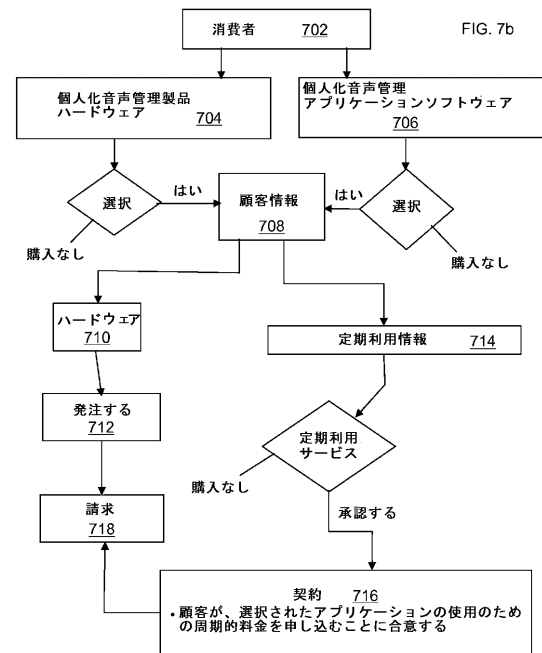 消費者 702
FIG. 7b
個人化音声管理製品
ハードウェア 704
個人化音声管理
アプリケーションソフトウェア
706
選択
はい
顧客情報
708
はい
選択
購入なし
購入なし
ハードウェア
710
定期利用情報 714
発注する
712
定期利用
サービス
購入なし
請求
718
承認する
契約 716
・顧客が、選択されたアプリケーションの使用のため
の周期的料金を申し込むことに合意する